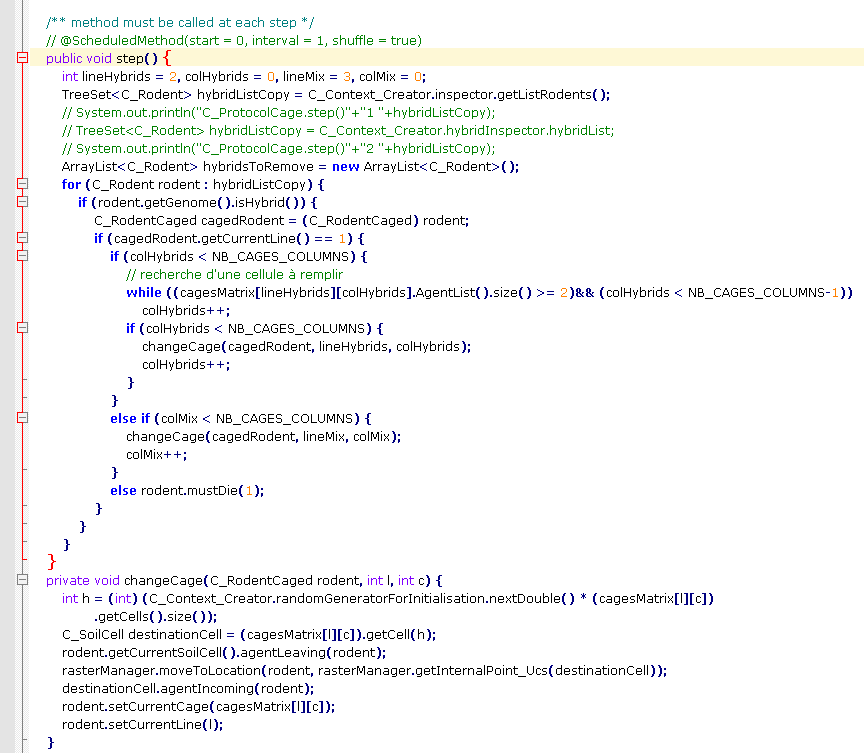 /** method must be called at each step */
// @ScheduledMethod(start = 0, interval = 1, shuffle = true)
public void step() {
int lineHybrids = 2, colHybrids = 0, lineMix = 3, colMix = 0;
TreeSet<C_Rodent> hybridListCopy = C_Context_Creator.inspector.getListRodents();
// System.out.println("C_ProtocolCage.step()"+"1 "+hybridListCopy);
// TreeSet<C_Rodent> hybridListCopy = C_Context_Creator.hybridInspector.hybridList;
// System.out.println("C_ProtocolCage.step()"+"2 "+hybridListCopy);
ArrayList<C_Rodent> hybridsToRemove = new ArrayList<C_Rodent>();
for (C_Rodent rodent : hybridListCopy) {
if (rodent.getGenome().isHybrid()) {
C_RodentCaged cagedRodent = (C_RodentCaged) rodent;
if (cagedRodent.getCurrentLine() == 1) {
if (colHybrids < NB_CAGES_COLUMNS) {
// recherche d'une cellule à remplir
while ((cagesMatrix[lineHybrids][colHybrids].AgentList().size() >= 2)&& (colHybrids < NB_CAGES_COLUMNS-1))
colHybrids++;
if (colHybrids < NB_CAGES_COLUMNS) {
changeCage(cagedRodent, lineHybrids, colHybrids);
colHybrids++;
}
}
else if (colMix < NB_CAGES_COLUMNS) {
changeCage(cagedRodent, lineMix, colMix);
colMix++;
}
else rodent.mustDie(1);
}
}
}
}
private void changeCage(C_RodentCaged rodent, int l, int c) {
int h = (int) (C_Context_Creator.randomGeneratorForInitialisation.nextDouble() * (cagesMatrix[l][c])
.getCells().size());
C_SoilCell destinationCell = (cagesMatrix[l][c]).getCell(h);
rodent.getCurrentSoilCell().agentLeaving(rodent);
rasterManager.moveToLocation(rodent, rasterManager.getInternalPoint_Ucs(destinationCell));
destinationCell.agentIncoming(rodent);
rodent.setCurrentCage(cagesMatrix[l][c]);
rodent.setCurrentLine(l);
}